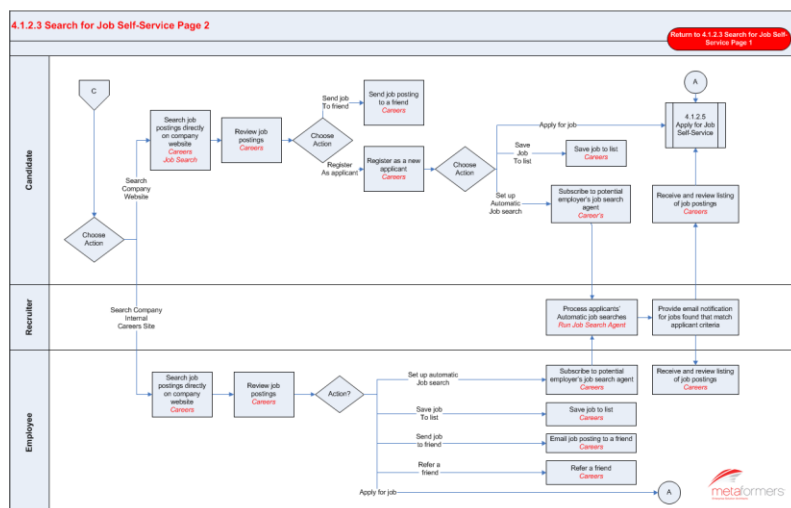 4.1.2.3 Search for Job Self-Service Page 2
Return to 4.1.2.3 Search for Job Self-
Service Page 1
Candidate
C
Choose
Action
Search
Company
Website
Search job
postings directly
on company
website
Careers
Job Search
Review job
postings
Careers
Choose
Action
Send job
To friend
Send job posting
to a friend
Careers
Register
As applicant
Register as a new
applicant
Careers
Choose
Action
Apply for job
Save
Job
To list
Save job to list
Careers
Set up
Automatic
Job search
Subscribe to potential
employer's job search
agent
Career's
A
4.1.2.5
Apply for Job
Self-Service
Receive and review listing
of job postings
Careers
Recruiter
Search Company
Internal
Careers Site
Process applicants'
Automatic job searches
Run Job Search Agent
Provide email notification
for jobs found that match
applicant criteria
Employee
Search job
postings directly
on company
website
Careers
Review job
postings
Careers
Action?
Set up automatic
Job search
Subscribe to potential
employer's job search agent
Careers
Receive and review listing
of job postings
Careers
Save job
To list
Save job to list
Careers
Send job
to friend
Email job posting to a friend
Careers
Refer a
friend
Refer a friend
Careers
Apply for job
A
metaformers